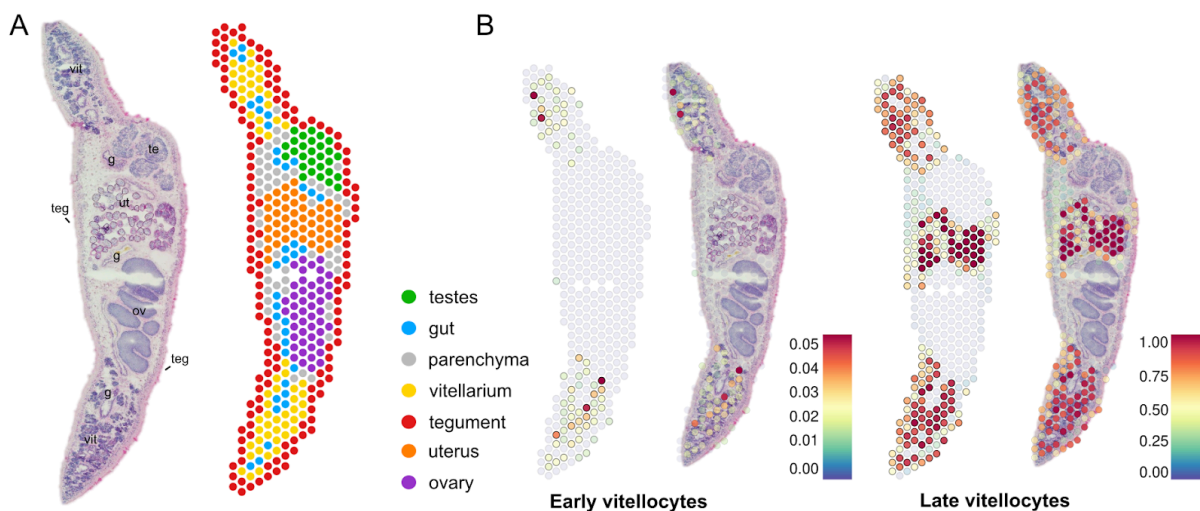 A
B
vit
g
te
ut
teg
g
ov
teg
g
vit
testes
gut
parenchyma
vitellarium
tegument
uterus
ovary
0.05
0.04
0.03
0.02
0.01
0.00
Early vitellocytes
1.00
0.75
0.50
0.25
0.00
Late vitellocytes